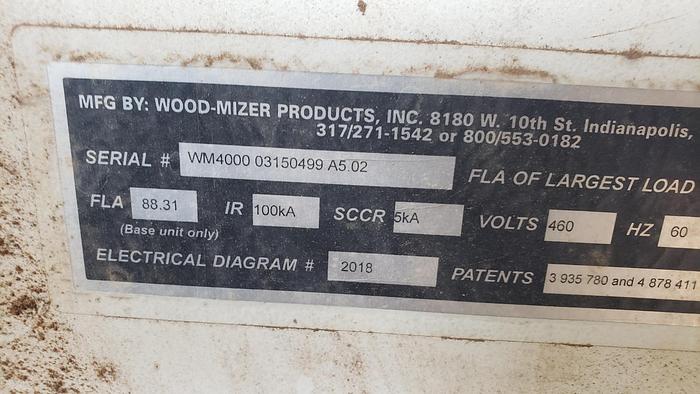 MFG BY: WOOD-MIZER PRODUCTS, INC. 8180 W. 10th St. Indianapolis,
317/271-1542 or 800/553-0182
SERIAL # WM4000 03150499 A5.02
FLA OF LARGEST LOAD
FLA 88.31 IR 100kA SCCR 5kA VOLTS 460 HZ 60
(Base unit only)
ELECTRICAL DIAGRAM # 2018 PATENTS 3 935 780 and 4 878 411